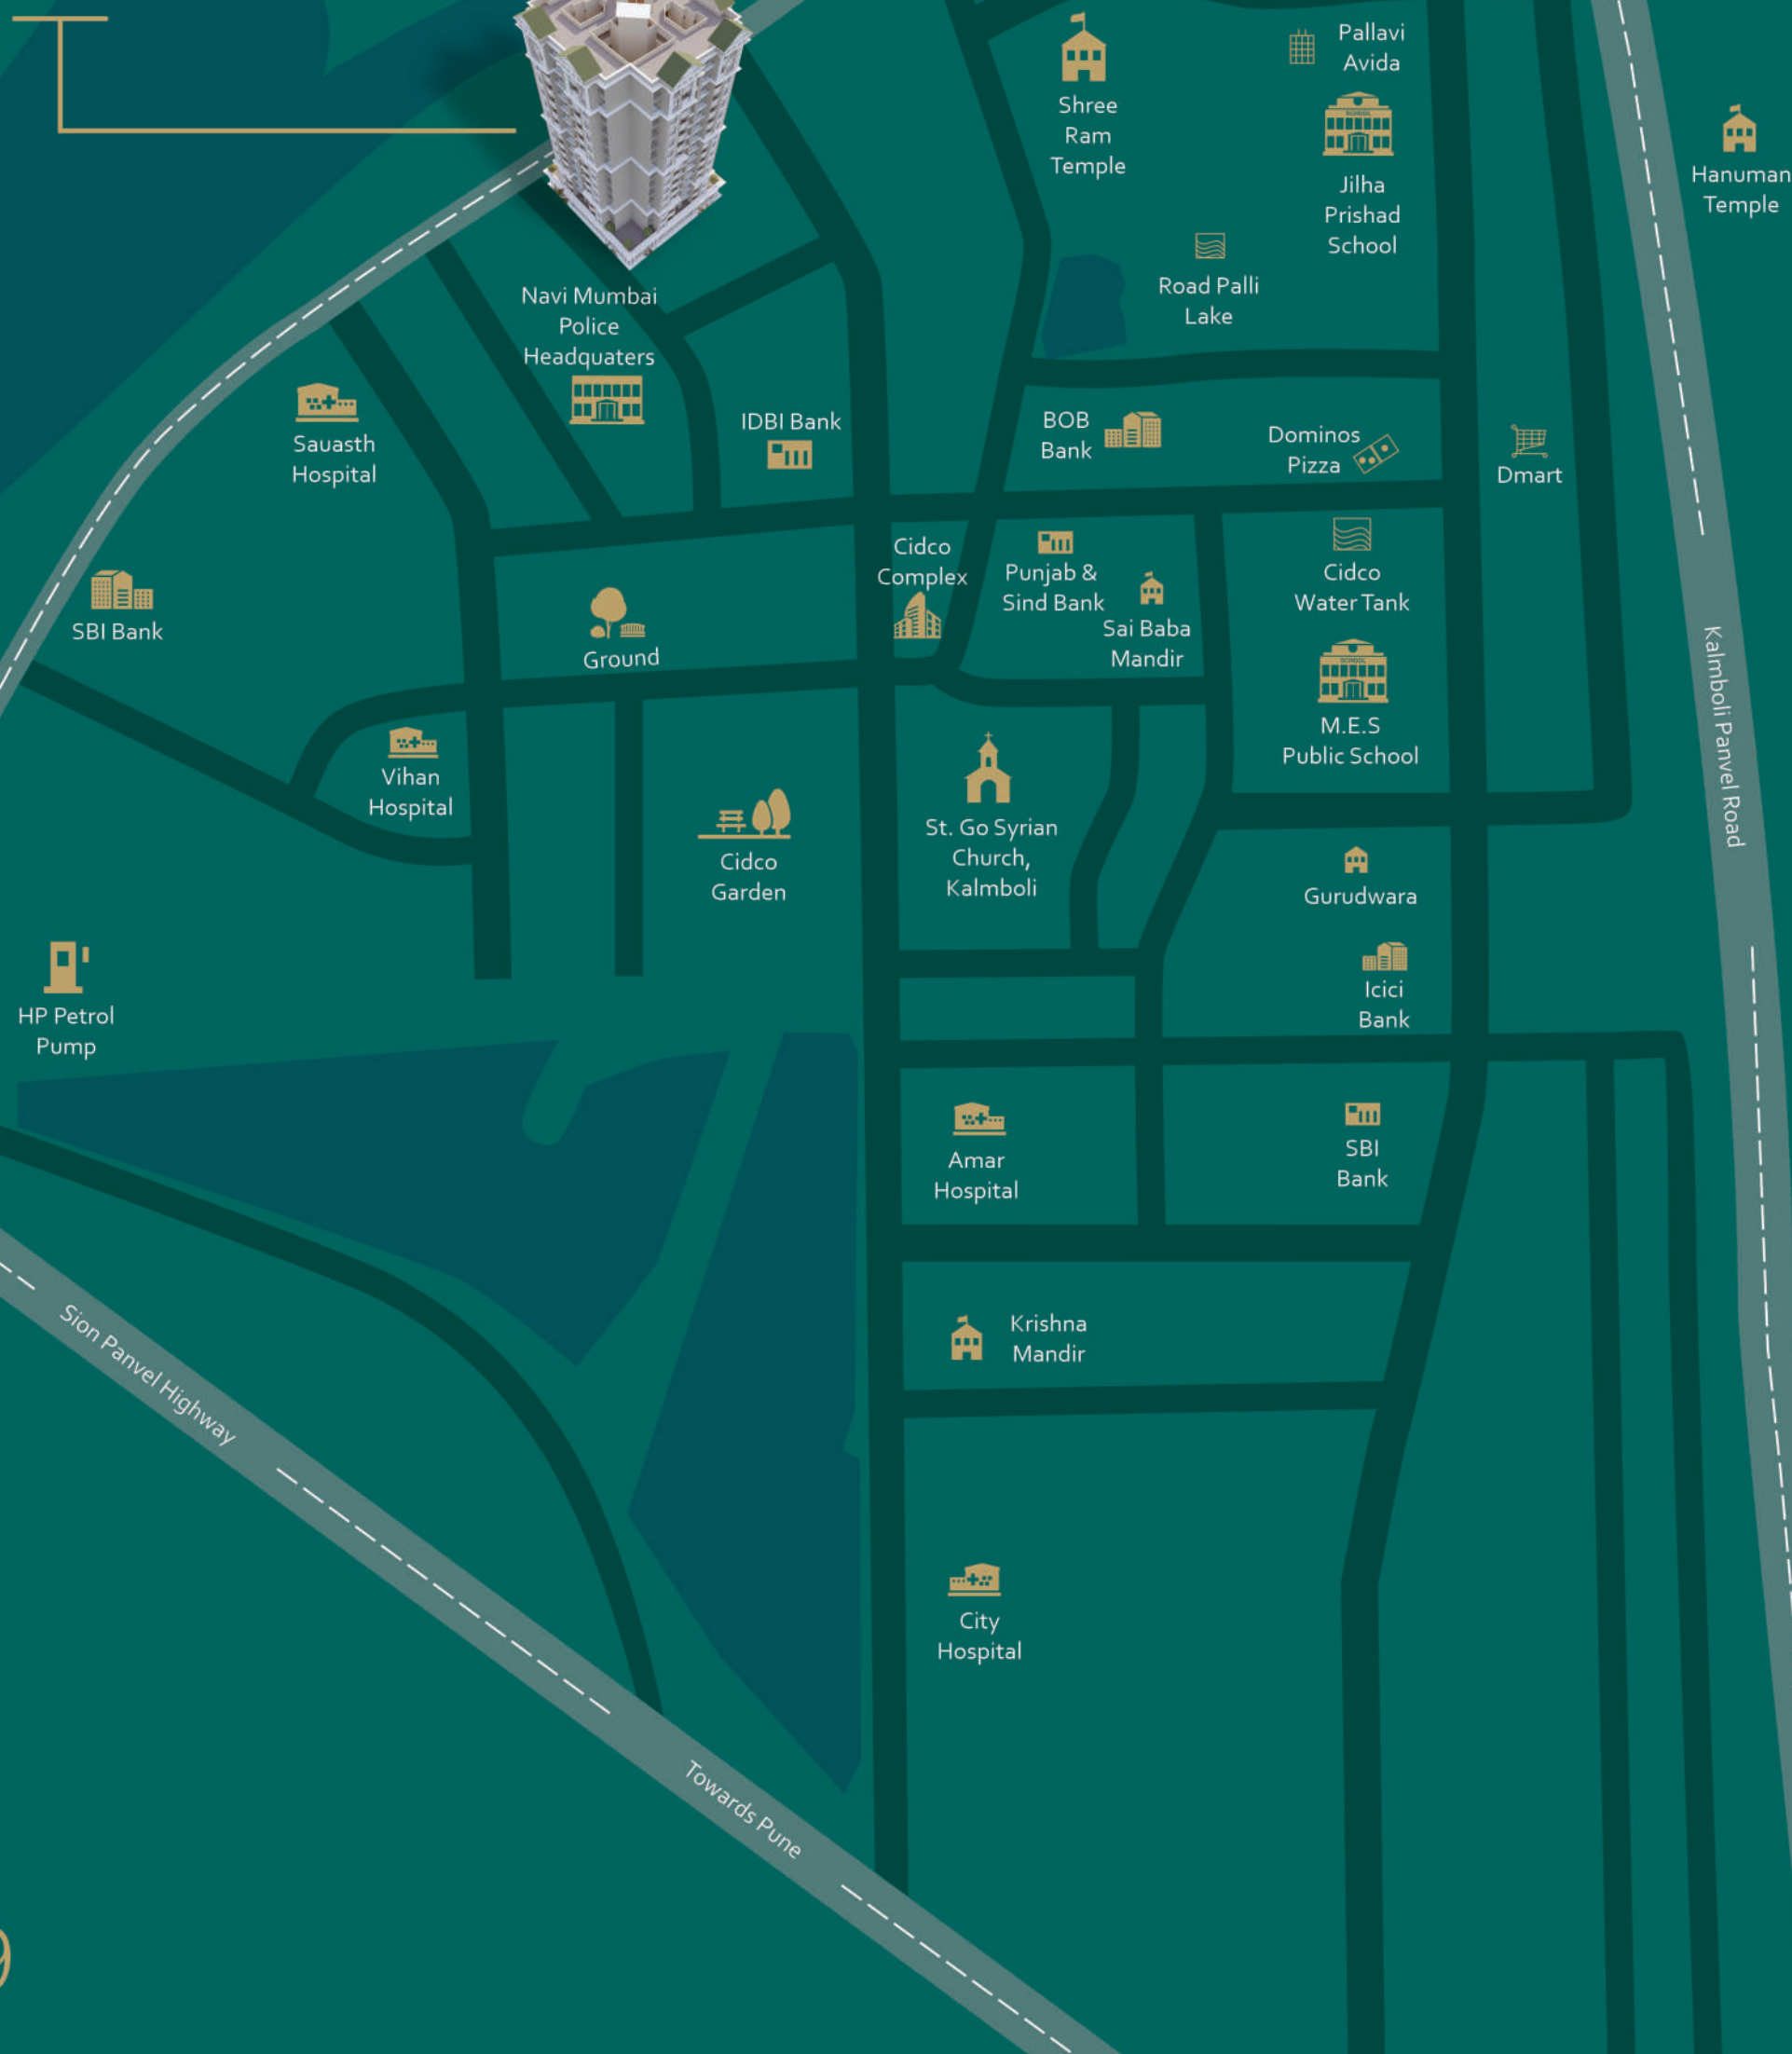 Pallavi
Avida
Shree
Ram
Temple
Jilha
Prishad
School
Hanuman
Temple
Road Palli
Lake
Navi Mumbai
Police
Headquaters
IDBI Bank
Sauasth
Hospital
BOB
Bank
Dominos
Pizza
Dmart
SCHOOL
Cidco
Complex
Punjab &
Sind Bank
Cidco
Water Tank
SBI Bank
Ground
Sai Baba
Mandir
SCHOOL
M.E.S
Public School
Kalmboli Panvel Road
Vihan
Hospital
Cidco
Garden
St. Go Syrian
Church,
Kalmboli
Gurudwara
Icici
Bank
HP Petrol
Pump
Amar
Hospital
SBI
Bank
Krishna
Mandir
Sion Panvel Highway
City
Hospital
Towards Pune